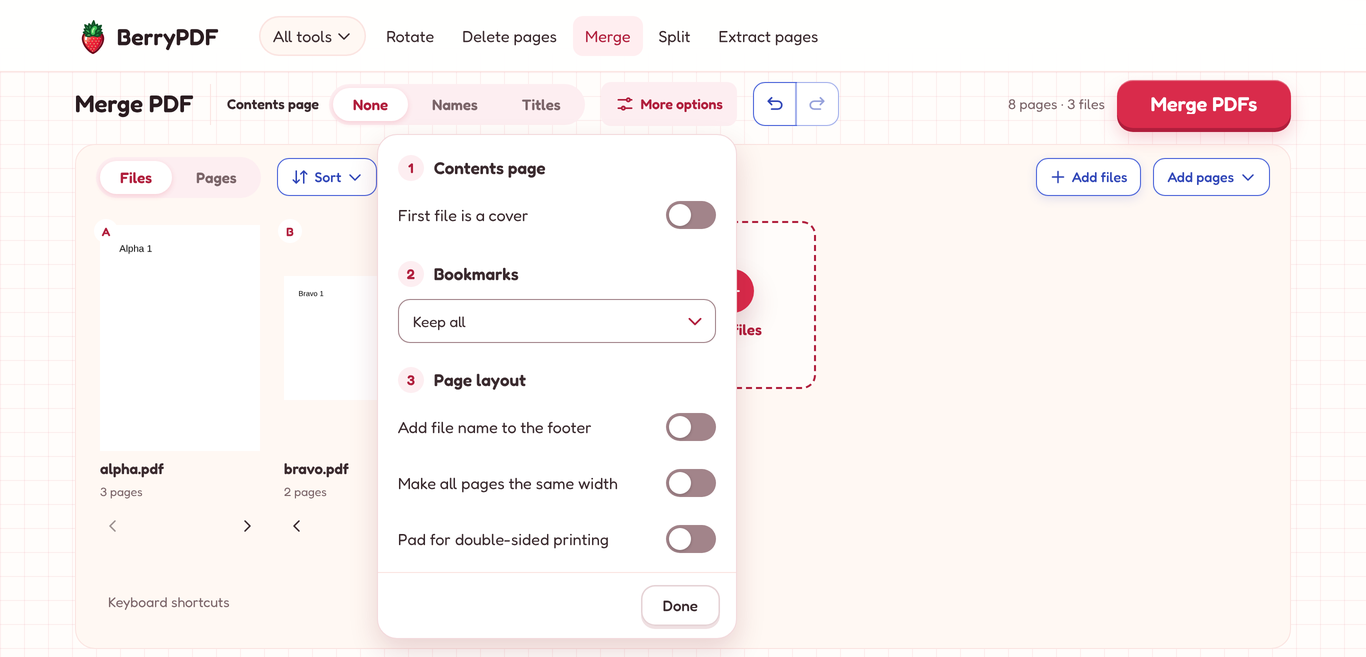 BerryPDF
All tools
Rotate
Delete pages
Merge
Split
Extract pages
Merge PDF
Contents page
None
Names
Titles
More options
8 pages · 3 files
Merge PDFs
Files
Pages
Sort
Add files
Add pages
A
Alpha 1
alpha.pdf
3 pages
B
Bravo 1
bravo.pdf
2 pages
1 Contents page
First file is a cover
2 Bookmarks
Keep all
3 Page layout
Add file name to the footer
Make all pages the same width
Pad for double-sided printing
Done
files
Keyboard shortcuts